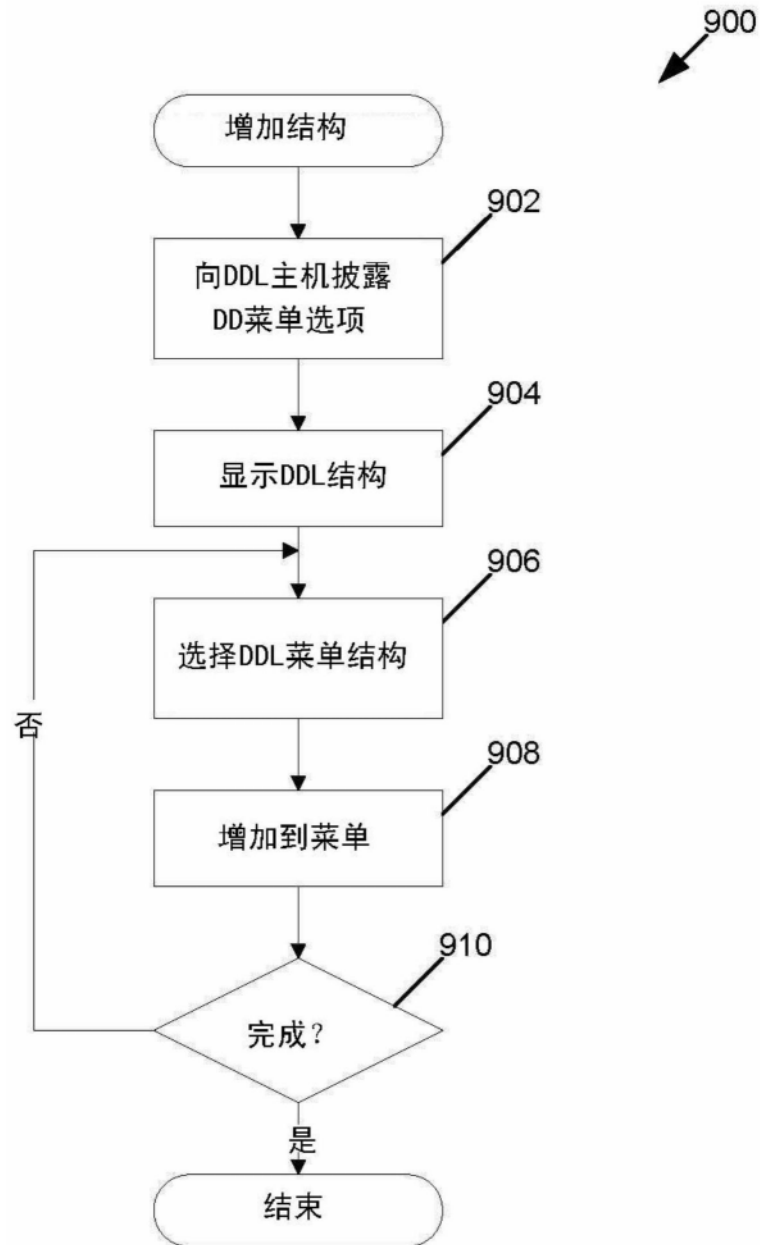 900
增加结构
902
向DDL主机披露
DD菜单选项
904
显示DDL结构
906
选择DDL菜单结构
否
908
增加到菜单
910
完成?
是
结束